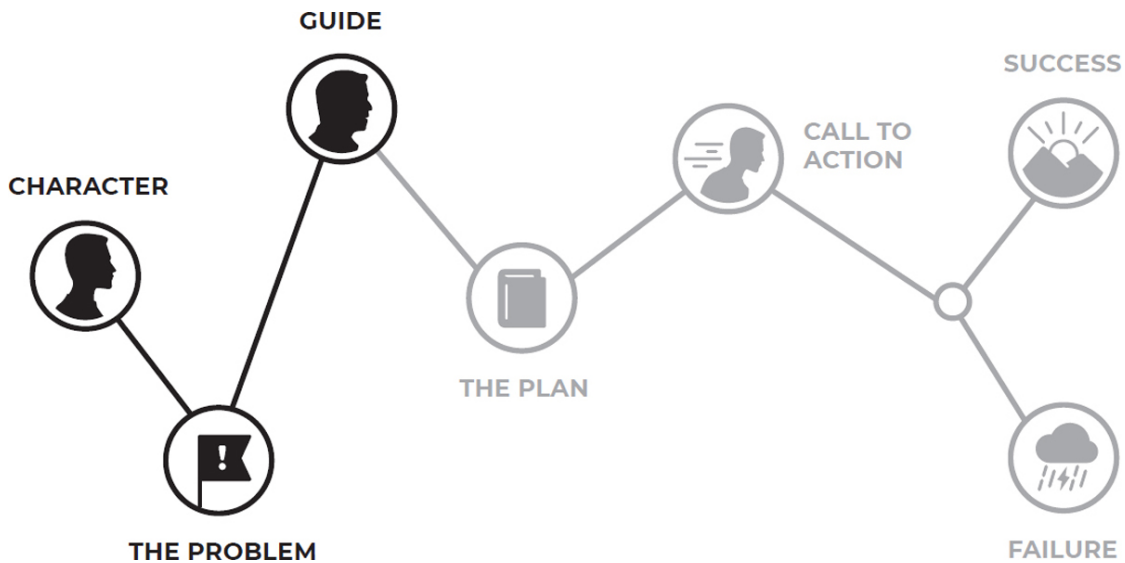 GUIDE
CHARACTER
THE PROBLEM
THE PLAN
CALL TO
ACTION
SUCCESS
FAILURE